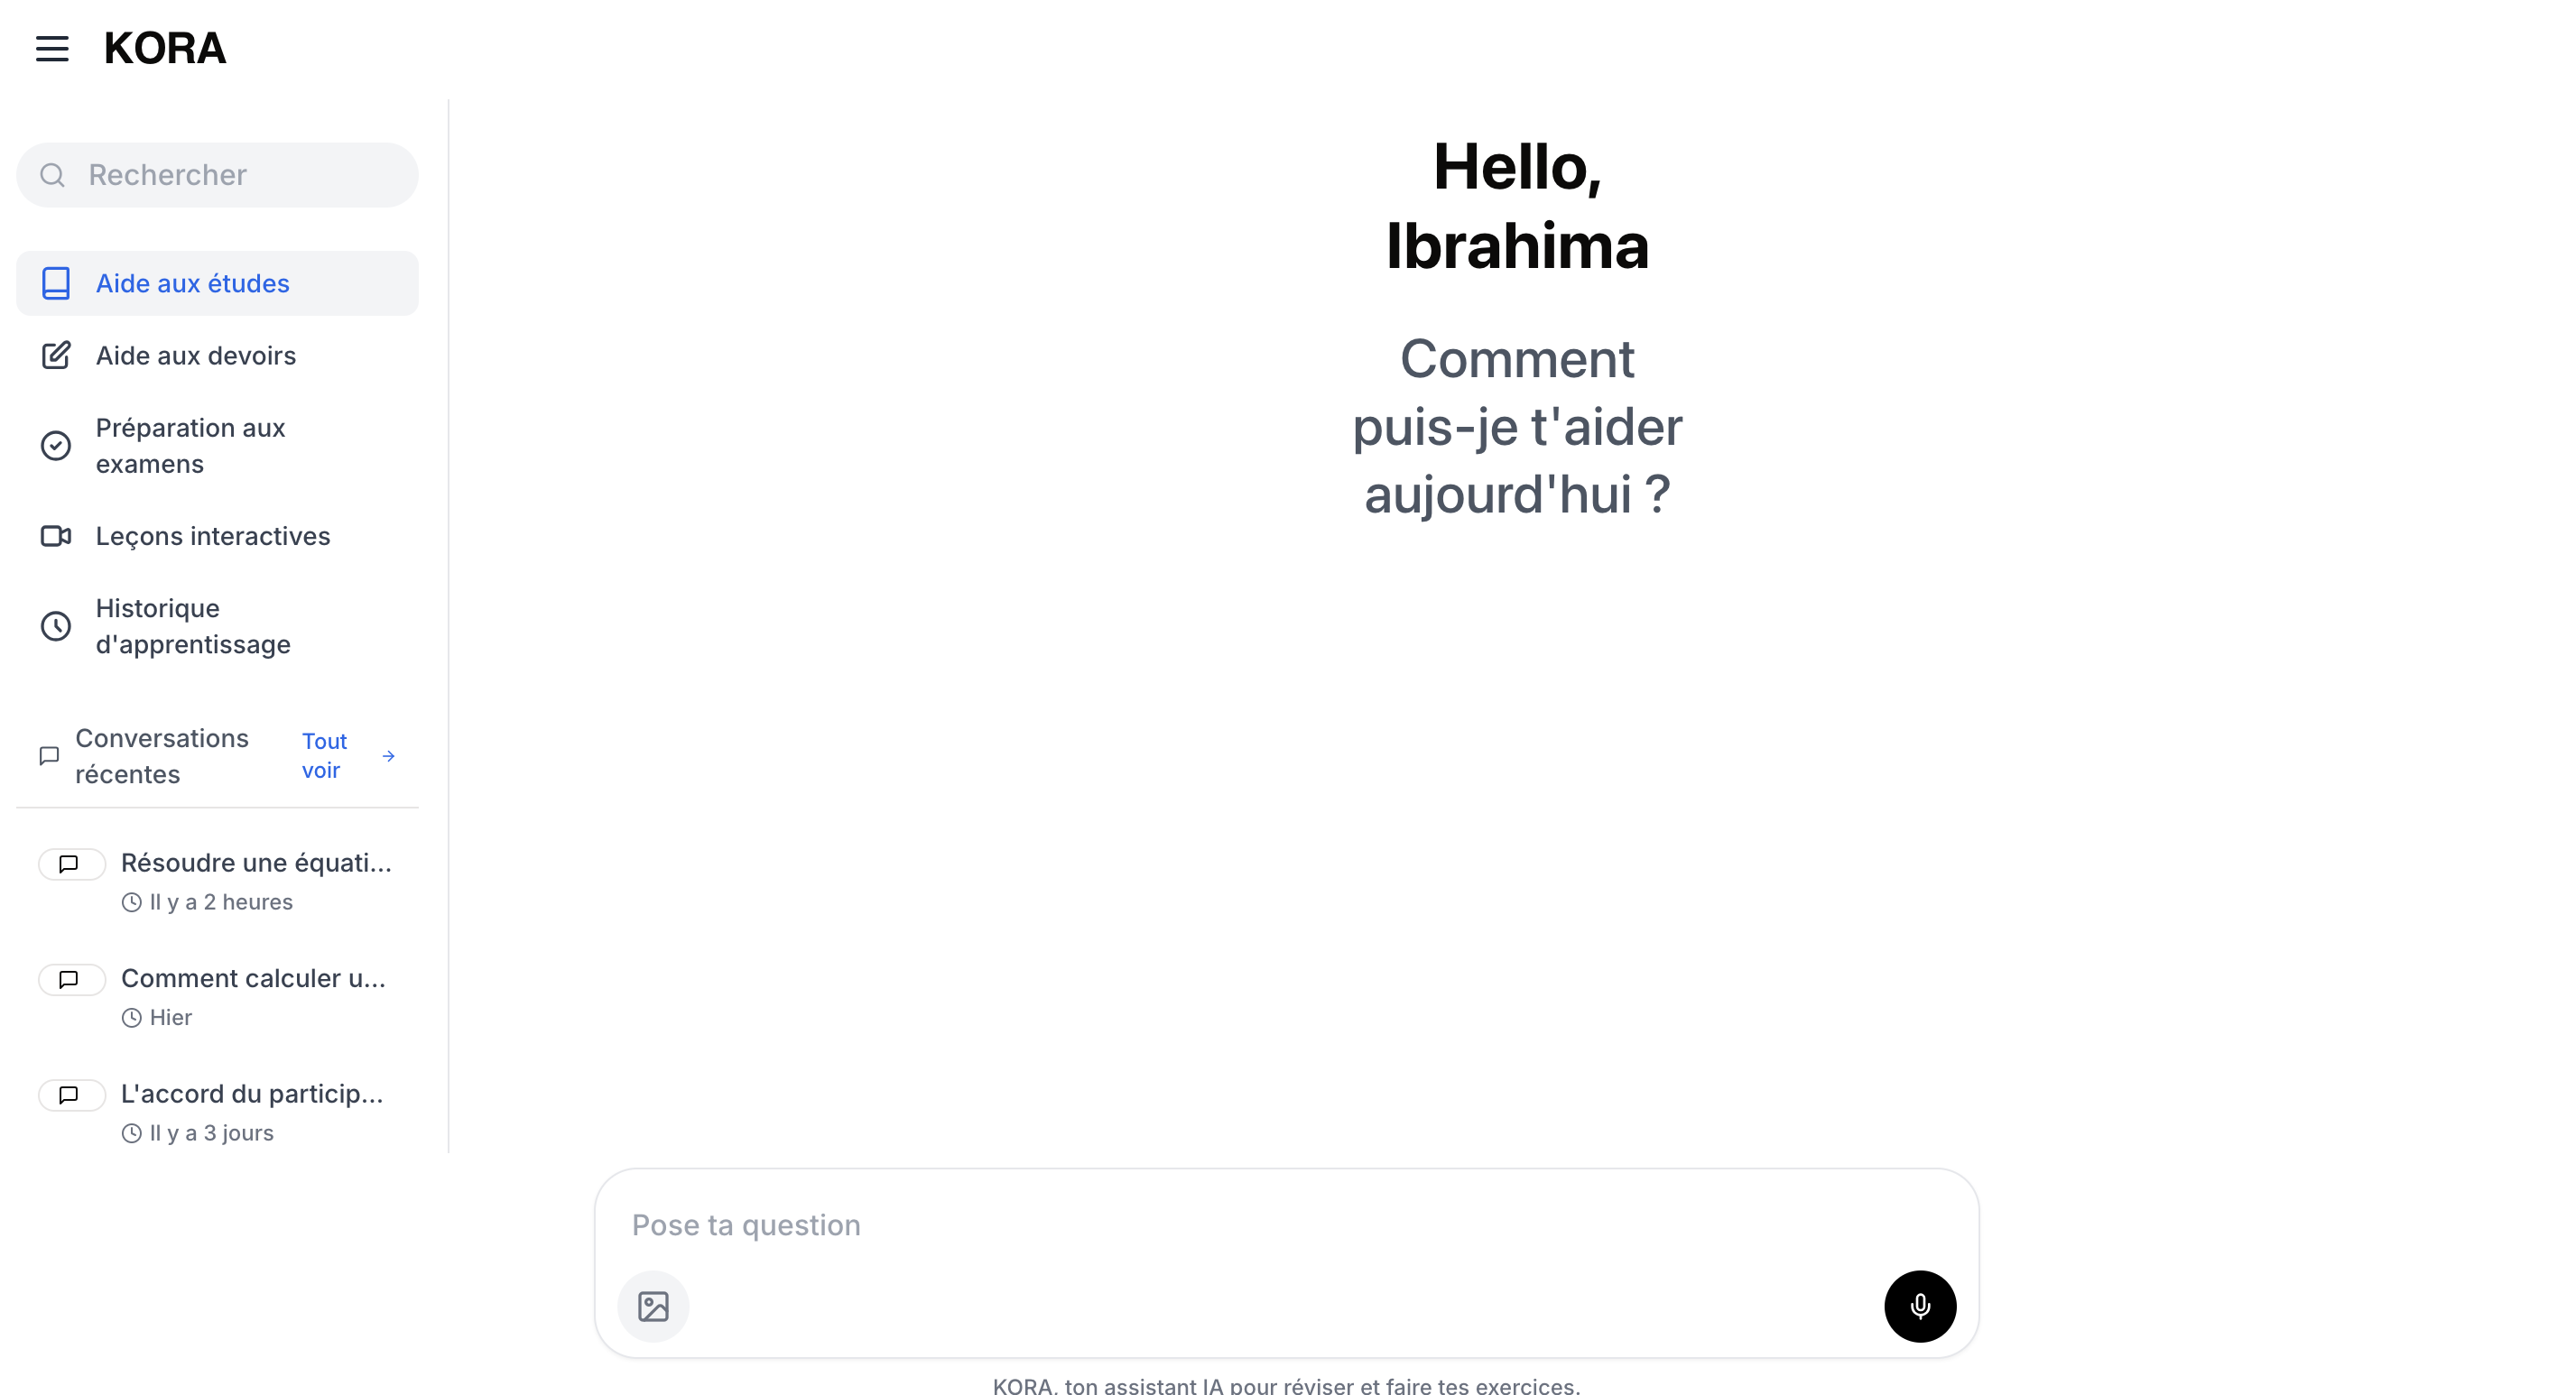 KORA
Rechercher
Aide aux études
Aide aux devoirs
Préparation aux
examens
Leçons interactives
Historique
d'apprentissage
Conversations
récentes
Tout
voir
Résoudre une équati...
Il y a 2 heures
Comment calculer u...
Hier
L'accord du particip...
Il y a 3 jours
Hello,
Ibrahima
Comment
puis-je t'aider
aujourd'hui ?
Pose ta question
KORA, ton assistant IA pour réviser et faire tes exercices.